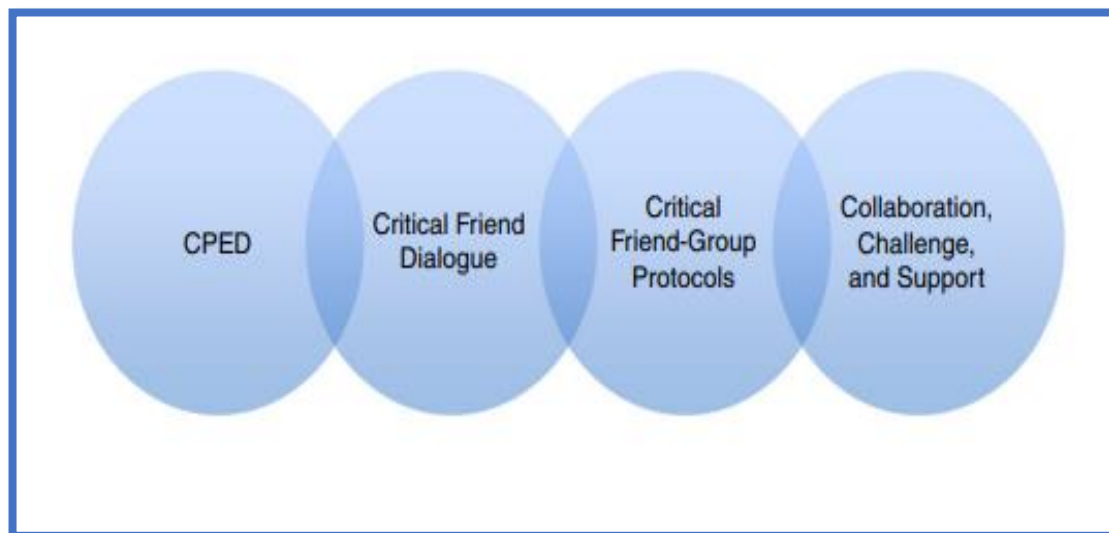 CPED
Critical Friend
Dialogue
Critical
Friend-Group
Protocols
Collaboration,
Challenge,
and Support